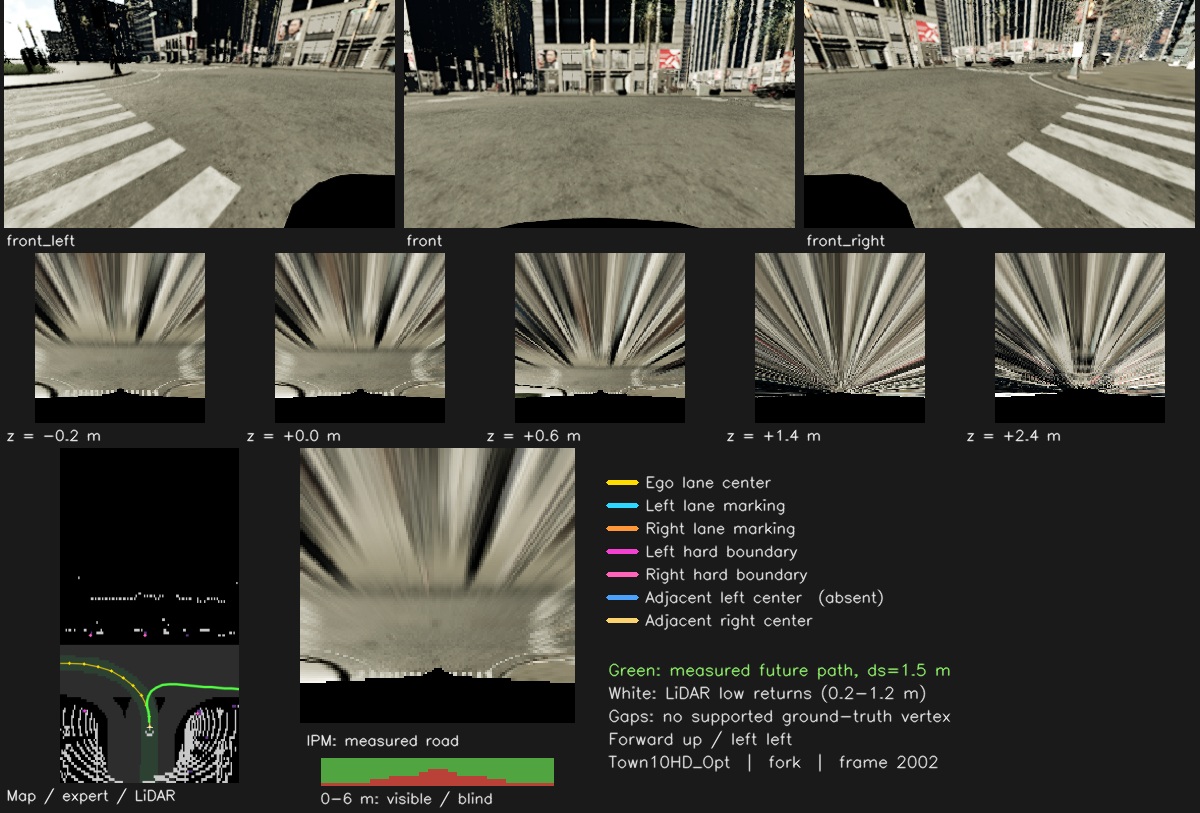 front_left
front
front_right
z = −0.2 m
z = +0.0 m
z = +0.6 m
z = +1.4 m
z = +2.4 m
Ego lane center
Left lane marking
Right lane marking
Left hard boundary
Right hard boundary
Adjacent left center (absent)
Adjacent right center
Green: measured future path, ds=1.5 m
White: LiDAR low returns (0.2−1.2 m)
Gaps: no supported ground−truth vertex
Forward up / left left
Town10HD_Opt | fork | frame 2002
IPM: measured road
0−6 m: visible / blind
Map / expert / LiDAR